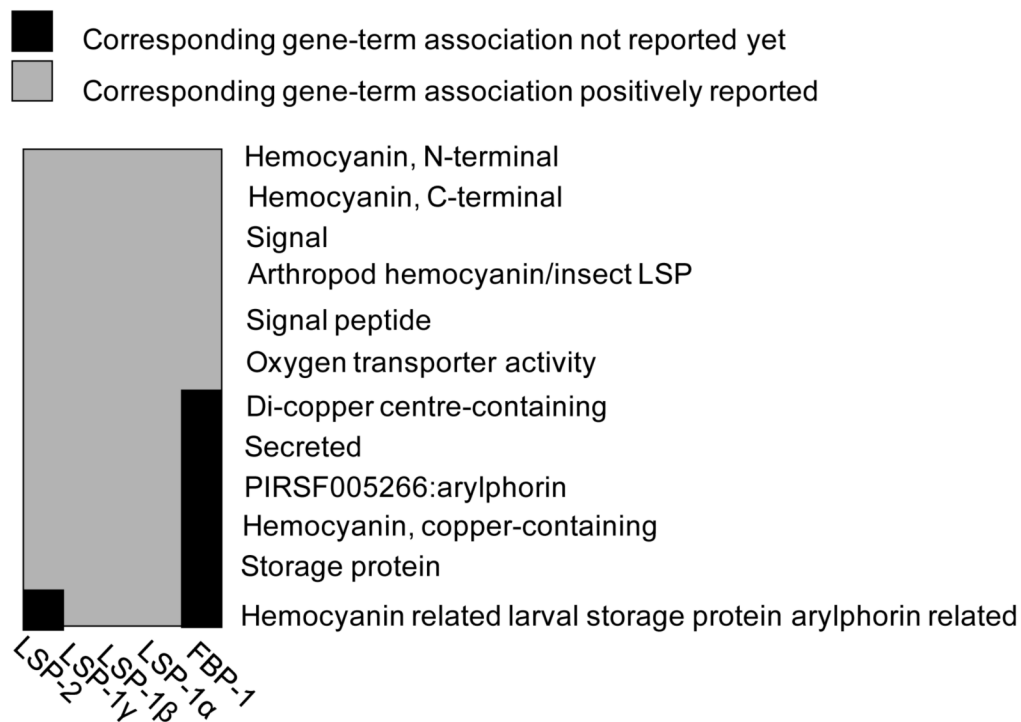 Corresponding gene-term association not reported yet
Corresponding gene-term association positively reported
Hemocyanin, N-terminal
Hemocyanin, C-terminal
Signal
Arthropod hemocyanin/insect LSP
Signal peptide
Oxygen transporter activity
Di-copper centre-containing
Secreted
PIRSF005266:arylphorin
Hemocyanin, copper-containing
Storage protein
Hemocyanin related larval storage protein arylphorin related
LSP-2
LSP-1γ
LSP-1β
LSP-1α
FBP-1